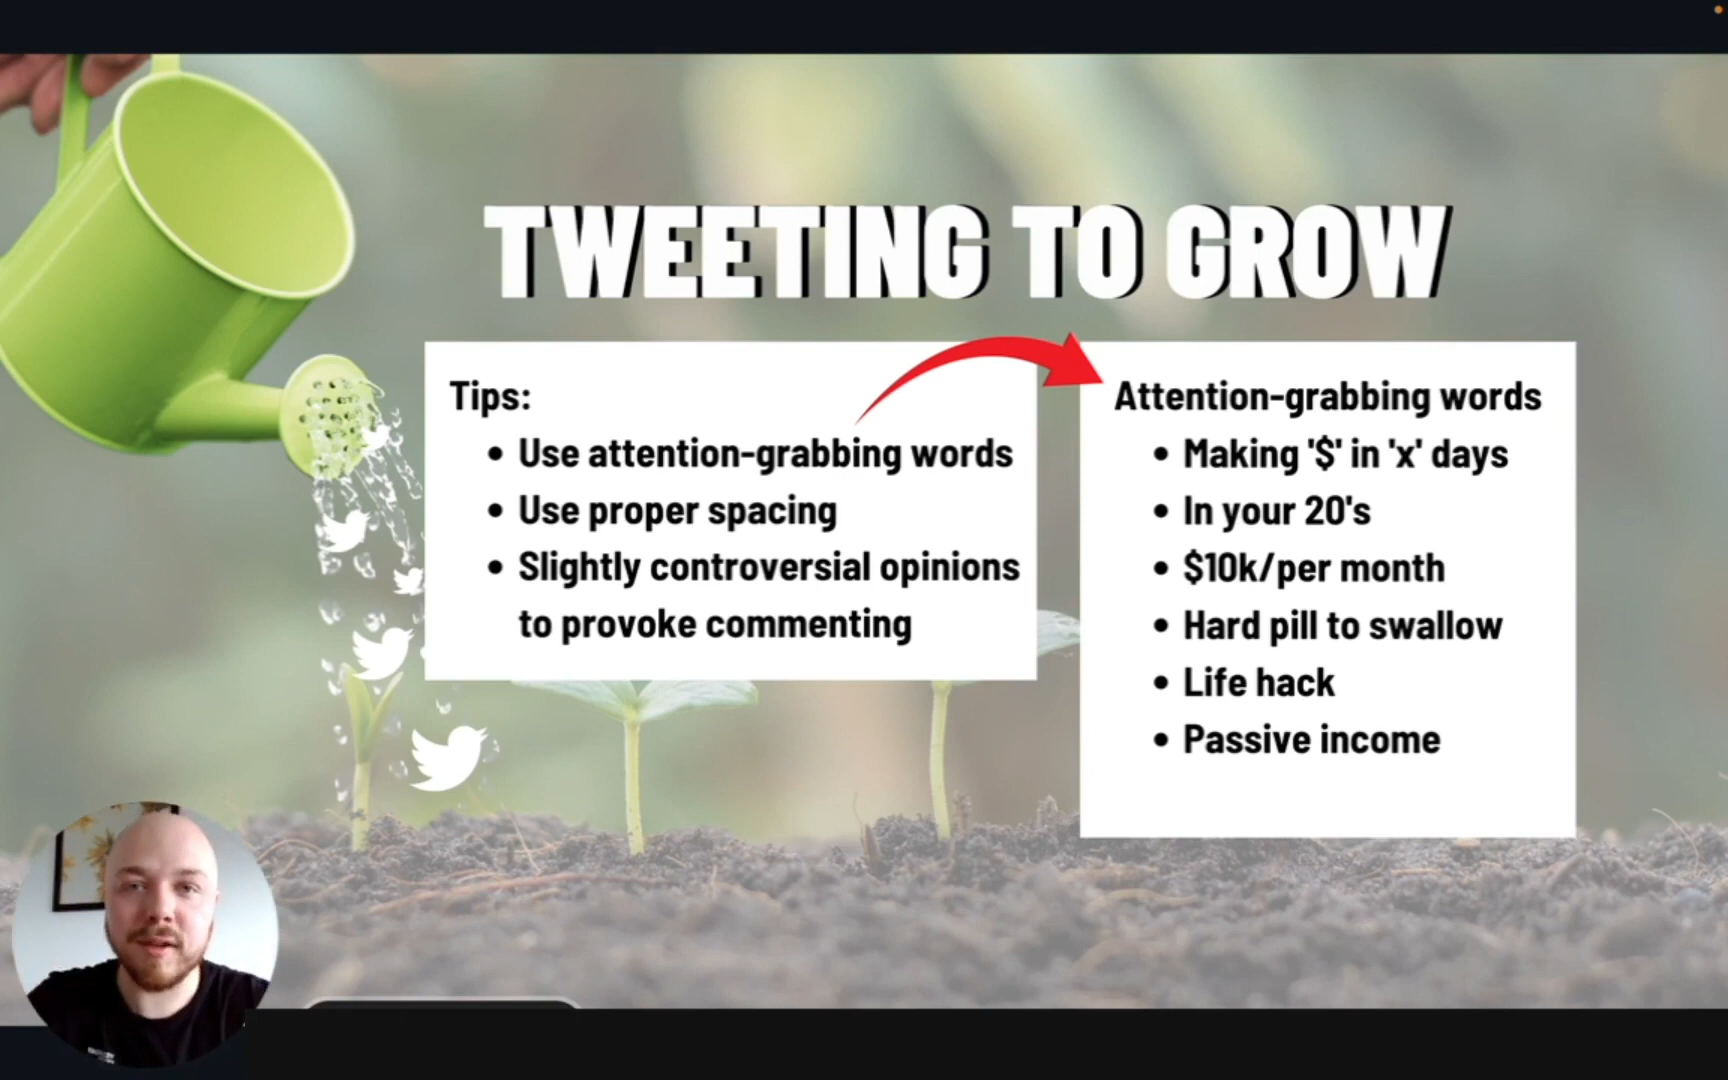 TWEETING TO GROW
Tips:
• Use attention-grabbing words
• Use proper spacing
• Slightly controversial opinions
to provoke commenting
Attention-grabbing words
• Making '$' in 'x' days
• In your 20's
• $10k/per month
• Hard pill to swallow
• Life hack
• Passive income